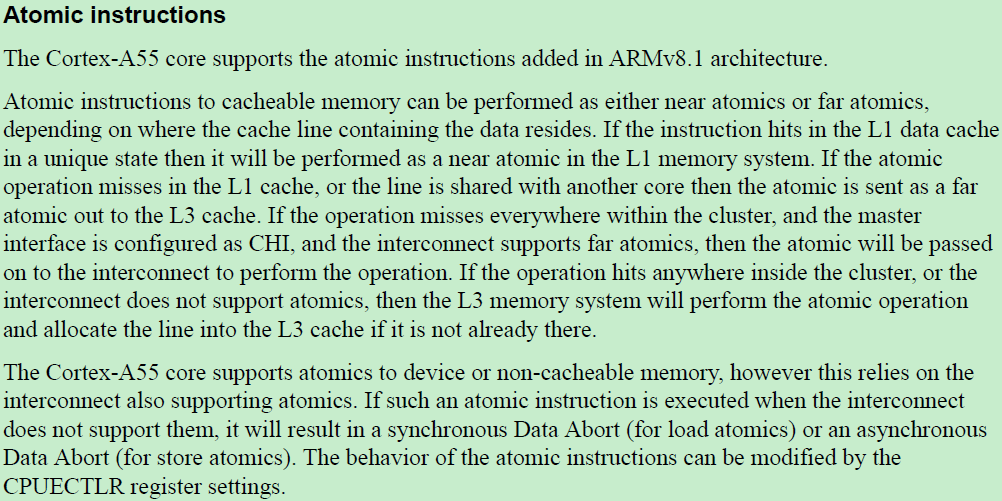 Atomic instructions
The Cortex-A55 core supports the atomic instructions added in ARMv8.1 architecture.
Atomic instructions to cacheable memory can be performed as either near atomics or far atomics,
depending on where the cache line containing the data resides. If the instruction hits in the L1 data cache
in a unique state then it will be performed as a near atomic in the L1 memory system. If the atomic
operation misses in the L1 cache, or the line is shared with another core then the atomic is sent as a far
atomic out to the L3 cache. If the operation misses everywhere within the cluster, and the master
interface is configured as CHI, and the interconnect supports far atomics, then the atomic will be passed
on to the interconnect to perform the operation. If the operation hits anywhere inside the cluster, or the
interconnect does not support atomics, then the L3 memory system will perform the atomic operation
and allocate the line into the L3 cache if it is not already there.
The Cortex-A55 core supports atomics to device or non-cacheable memory, however this relies on the
interconnect also supporting atomics. If such an atomic instruction is executed when the interconnect
does not support them, it will result in a synchronous Data Abort (for load atomics) or an asynchronous
Data Abort (for store atomics). The behavior of the atomic instructions can be modified by the
CPUECTLR register settings.